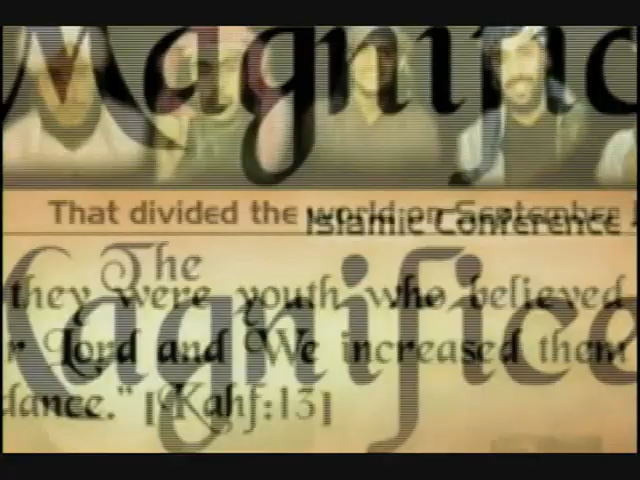 Magnific
That divided the world on Septembre
Islamic Conference
The
Magnifice
they were youth who believed
r Lord and We increased them
dance." [Kahf:13]